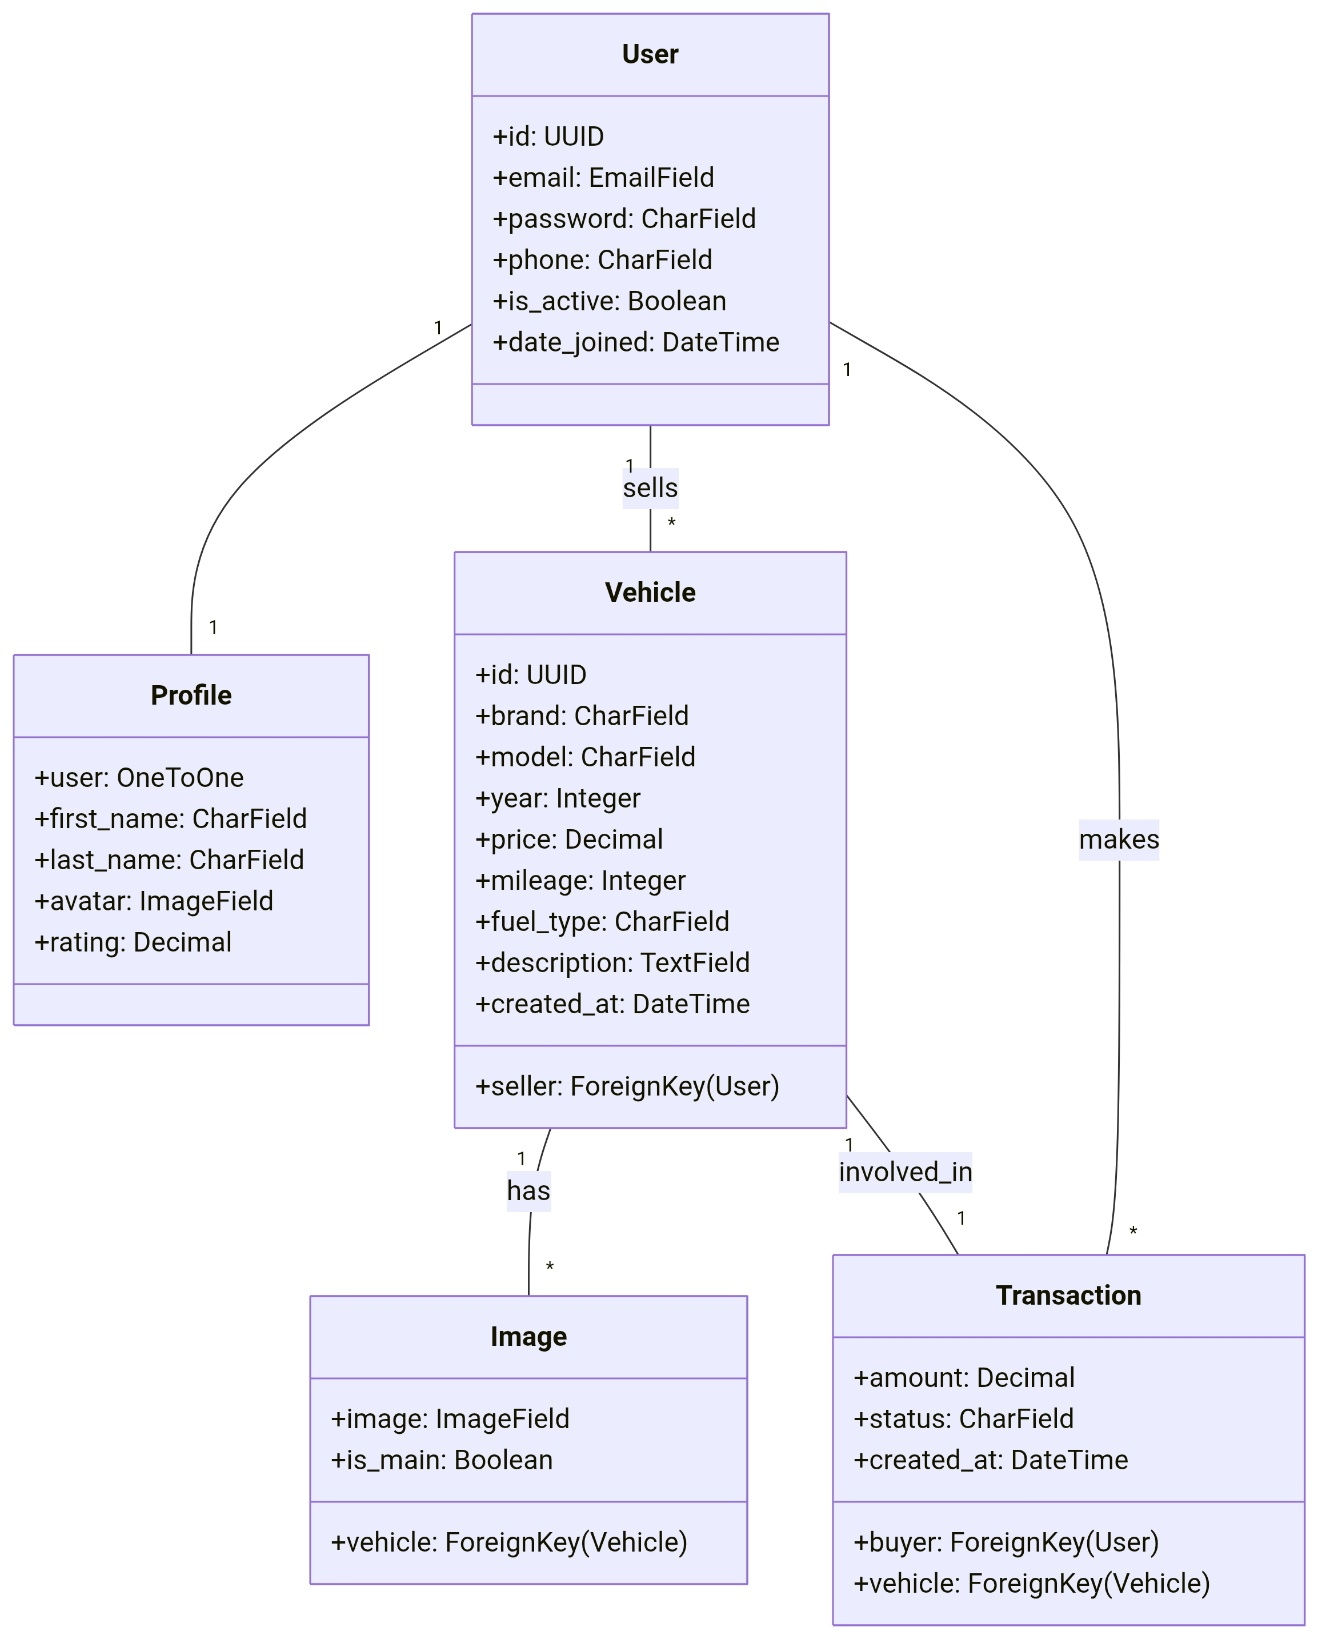 User
+id: UUID
+email: EmailField
+password: CharField
+phone: CharField
+is_active: Boolean
+date_joined: DateTime
1
1
1
sells
*
1
Profile
+user: OneToOne
+first_name: CharField
+last_name: CharField
+avatar: ImageField
+rating: Decimal
Vehicle
+id: UUID
+brand: CharField
+model: CharField
+year: Integer
+price: Decimal
+mileage: Integer
+fuel_type: CharField
+description: TextField
+created_at: DateTime
+seller: ForeignKey(User)
makes
1
has
*
1
involved_in
1
*
Image
+image: ImageField
+is_main: Boolean
+vehicle: ForeignKey(Vehicle)
Transaction
+amount: Decimal
+status: CharField
+created_at: DateTime
+buyer: ForeignKey(User)
+vehicle: ForeignKey(Vehicle)